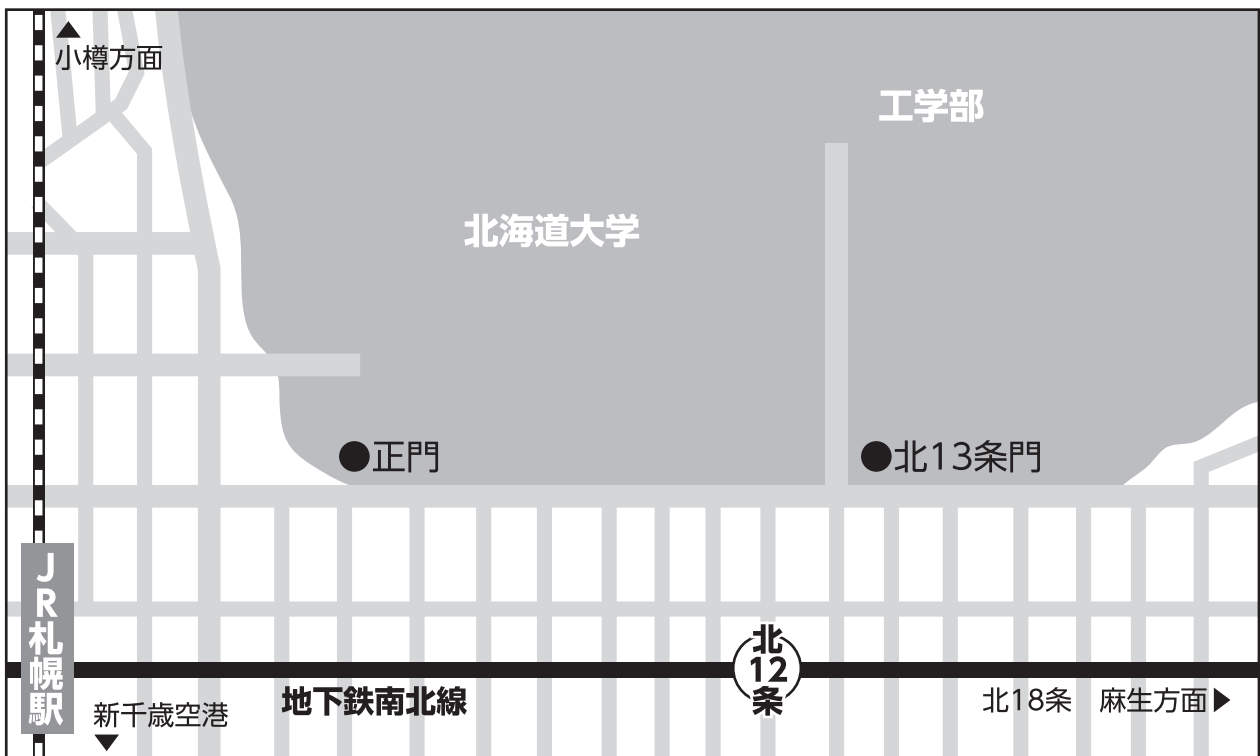 ▲
小樽方面
工学部
北海道大学
●正門
●北13条門
JR札幌駅
北12条
地下鉄南北線
新千歳空港
▼
北18条 麻生方面▶